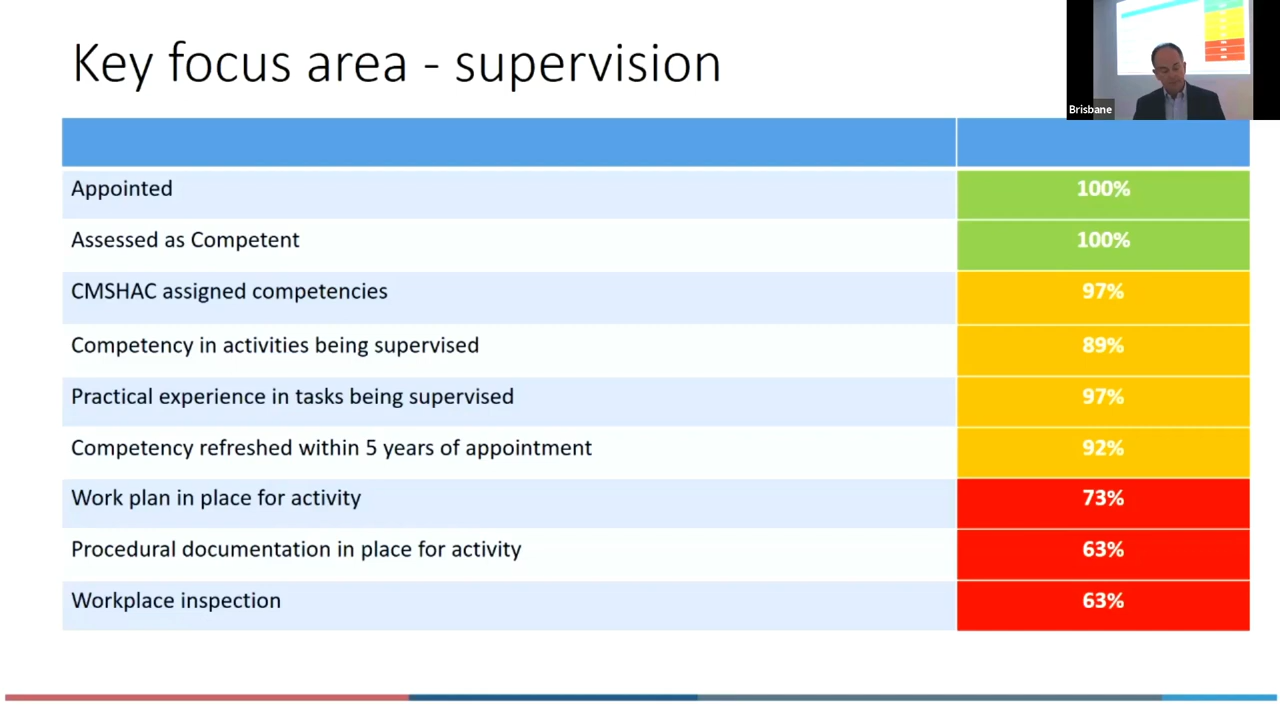 Key focus area - supervision
Brisbane
Appointed 100%
Assessed as Competent 100%
CMSHAC assigned competencies 97%
Competency in activities being supervised 89%
Practical experience in tasks being supervised 97%
Competency refreshed within 5 years of appointment 92%
Work plan in place for activity 73%
Procedural documentation in place for activity 63%
Workplace inspection 63%